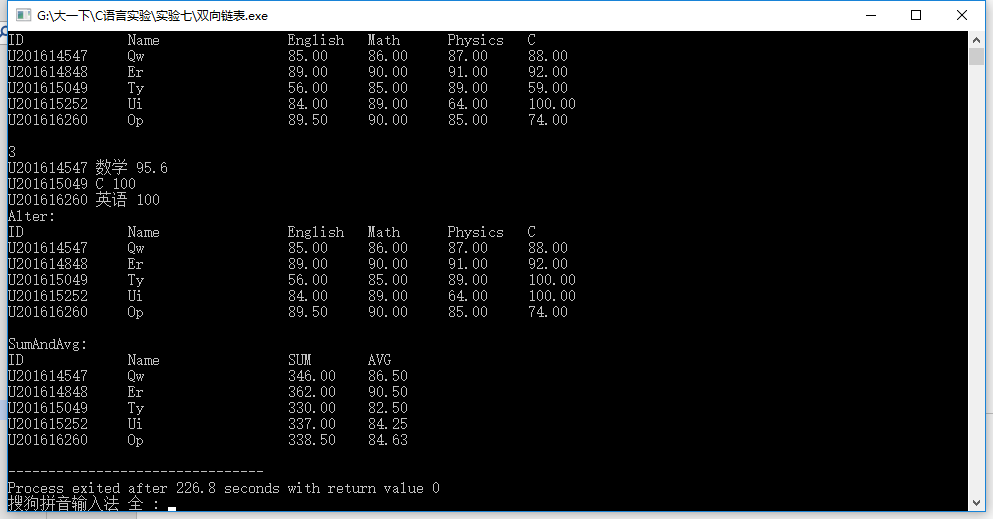 G:\大一下\C语言实验\实验七\双向链表.exe
ID Name English Math Physics C
U201614547 Qw 85.00 86.00 87.00 88.00
U201614848 Er 89.00 90.00 91.00 92.00
U201615049 Ty 56.00 85.00 89.00 59.00
U201615252 Ui 84.00 89.00 64.00 100.00
U201616260 Op 89.50 90.00 85.00 74.00
3
U201614547 数学 95.6
U201615049 C 100
U201616260 英语 100
Alter:
ID Name English Math Physics C
U201614547 Qw 85.00 86.00 87.00 88.00
U201614848 Er 89.00 90.00 91.00 92.00
U201615049 Ty 56.00 85.00 89.00 100.00
U201615252 Ui 84.00 89.00 64.00 100.00
U201616260 Op 89.50 90.00 85.00 74.00
SumAndAvg:
ID Name SUM AVG
U201614547 Qw 346.00 86.50
U201614848 Er 362.00 90.50
U201615049 Ty 330.00 82.50
U201615252 Ui 337.00 84.25
U201616260 Op 338.50 84.63
--------------------------------
Process exited after 226.8 seconds with return value 0
搜狗拼音输入法 全 :